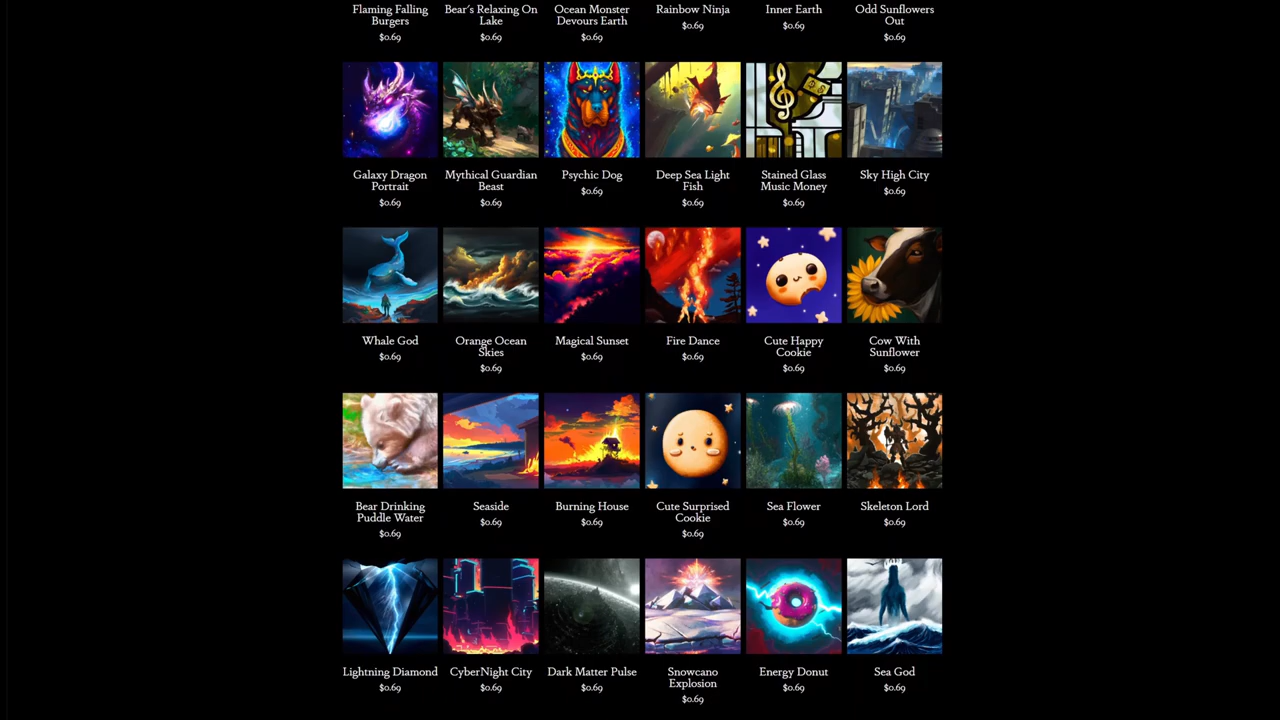 Flaming Falling
Burgers
$0.69
Bear's Relaxing On
Lake
$0.69
Ocean Monster
Devours Earth
$0.69
Rainbow Ninja
$0.69
Inner Earth
$0.69
Odd Sunflowers
Out
$0.69
Galaxy Dragon
Portrait
$0.69
Mythical Guardian
Beast
$0.69
Psychic Dog
$0.69
Deep Sea Light
Fish
$0.69
Stained Glass
Music Money
$0.69
Sky High City
$0.69
Whale God
$0.69
Orange Ocean
Skies
$0.69
Magical Sunset
$0.69
Fire Dance
$0.69
Cute Happy
Cookie
$0.69
Cow With
Sunflower
$0.69
Bear Drinking
Puddle Water
$0.69
Seaside
$0.69
Burning House
$0.69
Cute Surprised
Cookie
$0.69
Sea Flower
$0.69
Skeleton Lord
$0.69
Lightning Diamond
$0.69
CyberNight City
$0.69
Dark Matter Pulse
$0.69
Snowcano
Explosion
$0.69
Energy Donut
$0.69
Sea God
$0.69